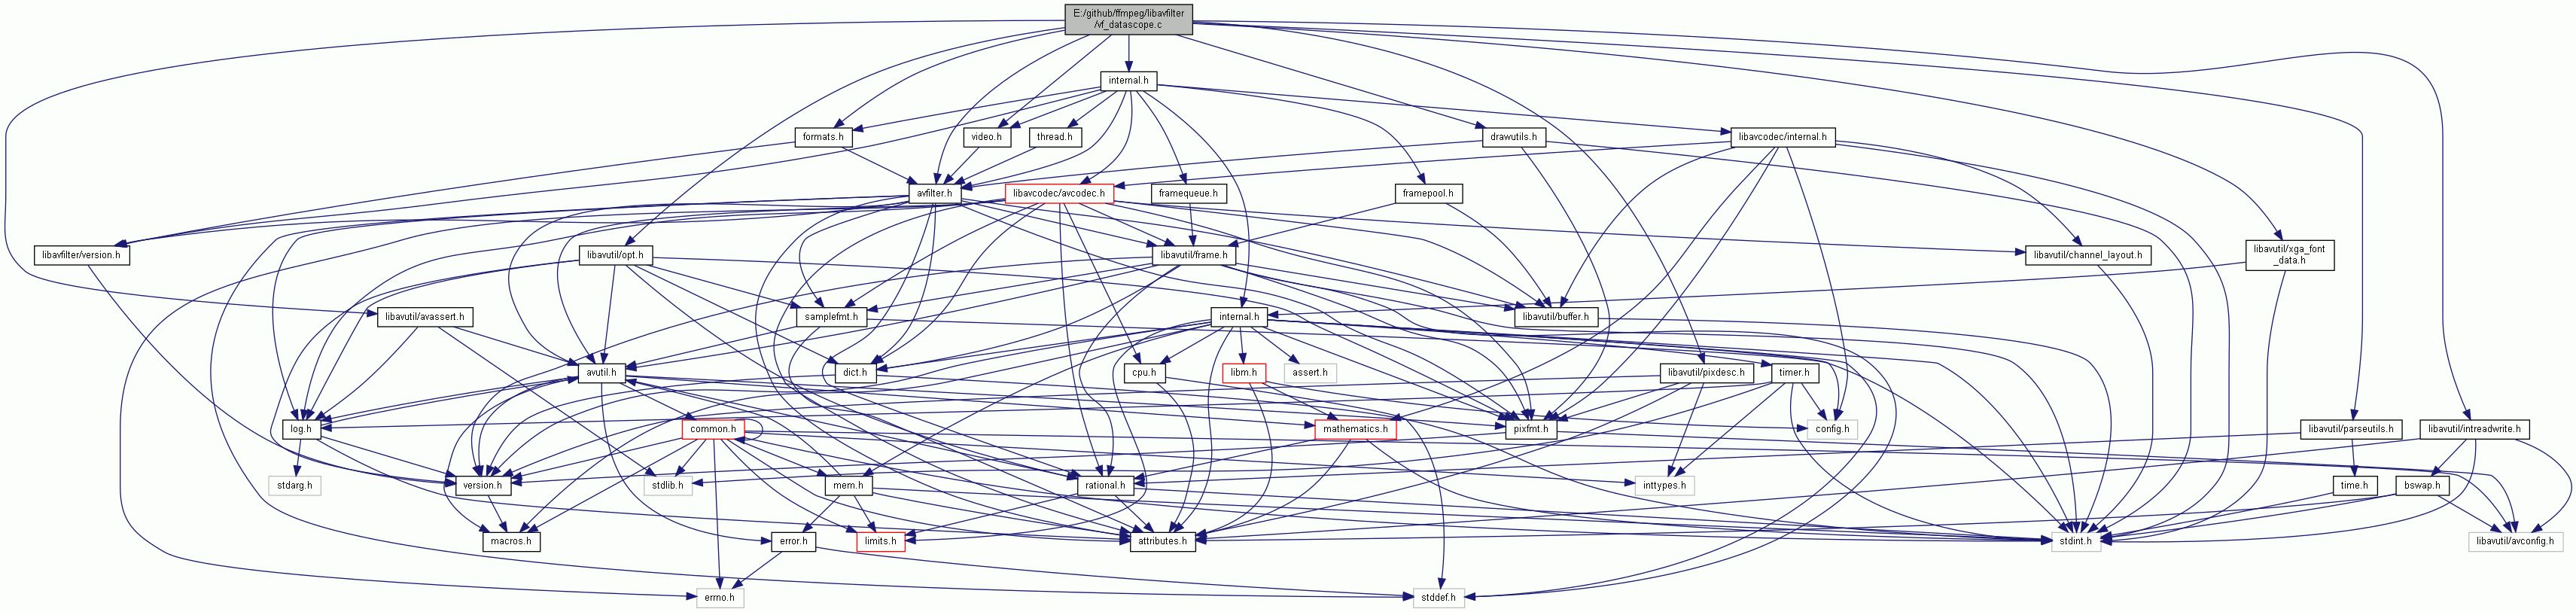 E:/github/ffmpeg/libavfilter
/vf_datascope.c
internal.h
formats.h
video.h
thread.h
drawutils.h
libavcodec/internal.h
avfilter.h
libavcodec/avcodec.h
framequeue.h
framepool.h
libavfilter/version.h
libavutil/opt.h
libavutil/frame.h
libavutil/channel_layout.h
libavutil/xga_font
_data.h
libavutil/avassert.h
samplefmt.h
internal.h
libavutil/buffer.h
avutil.h
dict.h
cpu.h
libm.h
assert.h
libavutil/pixdesc.h
timer.h
log.h
common.h
mathematics.h
pixfmt.h
config.h
libavutil/parseutils.h
libavutil/intreadwrite.h
stdarg.h
version.h
stdlib.h
mem.h
rational.h
inttypes.h
time.h
bswap.h
macros.h
error.h
limits.h
attributes.h
stdint.h
libavutil/avconfig.h
errno.h
stddef.h